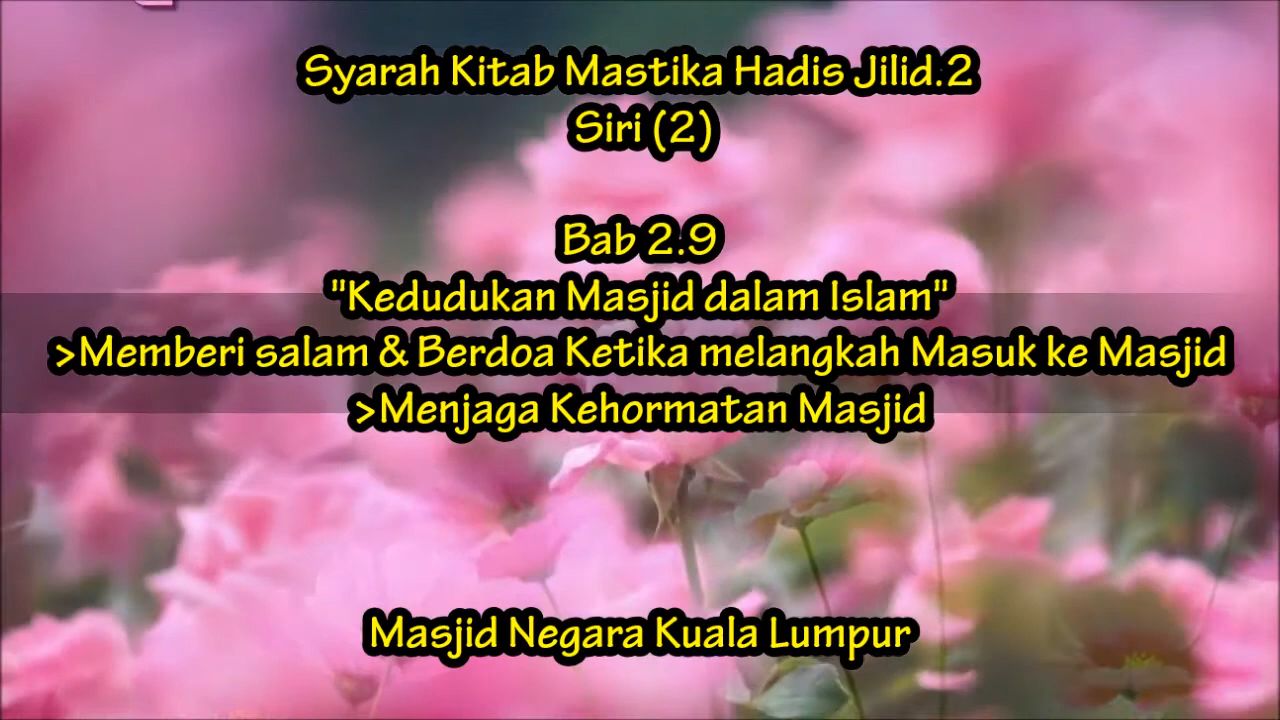 Syarah Kitab Mastika Hadis Jilid.2
Siri (2)
Bab 2.9
"Kedudukan Masjid dalam Islam"
>Memberi salam & Berdoa Ketika melangkah Masuk ke Masjid
>Menjaga Kehormatan Masjid
Masjid Negara Kuala Lumpur